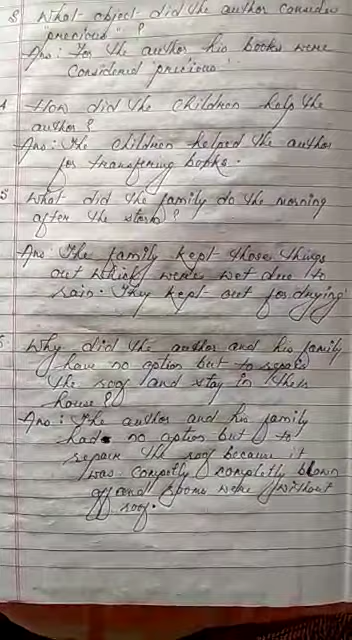 3 What object did the author consider
"precious" ?
Ans: For the author his books were
considered 'precious'.
4 How did the children help the
author?
Ans: The children helped the author
for transfering books.
5 What did the family do the morning
after the storm?
Ans: The family kept those things
out which were wet due to
rain. They kept out for drying
Why did the author and his family
have no option but to repair
the roof and stay in their
house?
Ans: The author and his family
had no option but to
repair the roof because it
was completly blown
off and rooms were without
roof.